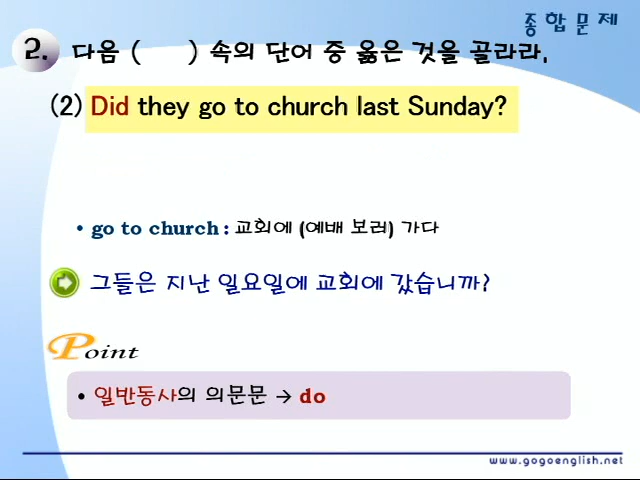 종합문제
2. 다음 (      ) 속의 단어 중 옳은 것을 골라라.
(2) Did they go to church last Sunday?
• go to church : 교회에 (예배 보러) 가다
그들은 지난 일요일에 교회에 갔습니까?
Point
• 일반동사의 의문문 → do
www.gogoenglish.net